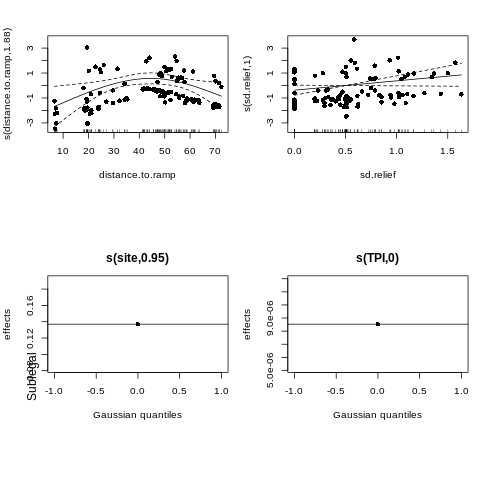 s(distance.to.ramp,1.88)
3
1
-1
-3
10 20 30 40 50 60 70
distance.to.ramp
s(sd.relief,1)
3
1
-1
-3
0.0 0.5 1.0 1.5
sd.relief
s(site,0.95)
effects
0.16
0.12
-1.0 -0.5 0.0 0.5 1.0
Gaussian quantiles
s(TPI,0)
effects
9.0e-06
5.0e-06
-1.0 -0.5 0.0 0.5 1.0
Gaussian quantiles